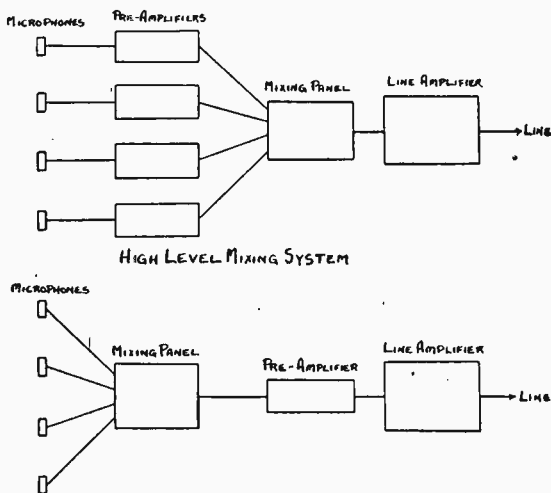 MICROPHONES
PRE-AMPLIFIERS
MIXING PANEL
LINE AMPLIFIER
LINE
HIGH LEVEL MIXING SYSTEM
MICROPHONES
MIXING PANEL
PRE-AMPLIFIER
LINE AMPLIFIER
LINE